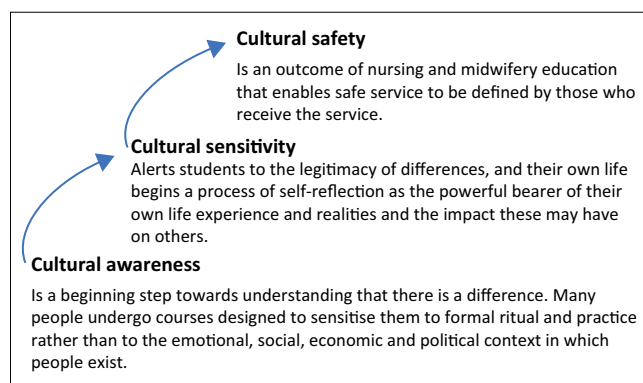 Cultural safety
Is an outcome of nursing and midwifery education
that enables safe service to be defined by those who
receive the service.
Cultural sensitivity
Alerts students to the legitimacy of differences, and their own life
begins a process of self-reflection as the powerful bearer of their
own life experience and realities and the impact these may have
on others.
Cultural awareness
Is a beginning step towards understanding that there is a difference. Many
people undergo courses designed to sensitise them to formal ritual and practice
rather than to the emotional, social, economic and political context in which
people exist.